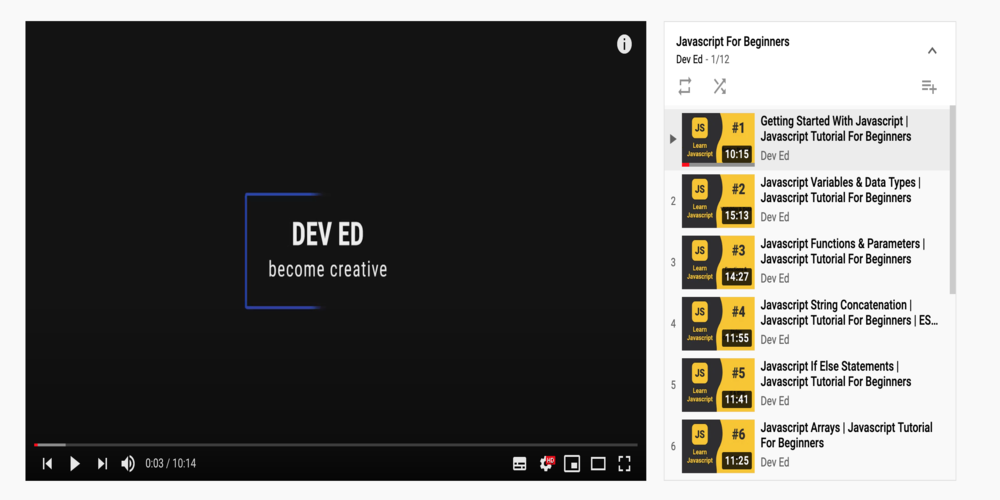 DEV ED
become creative
0:03 / 10:14
HD
Javascript For Beginners
Dev Ed - 1/12
JS
#1
Learn
Javascript
10:15
Getting Started With Javascript |
Javascript Tutorial For Beginners
Dev Ed
2
JS
#2
Learn
Javascript
15:13
Javascript Variables & Data Types |
Javascript Tutorial For Beginners
Dev Ed
3
JS
#3
Learn
Javascript
14:27
Javascript Functions & Parameters |
Javascript Tutorial For Beginners
Dev Ed
4
JS
#4
Learn
Javascript
11:55
Javascript String Concatenation |
Javascript Tutorial For Beginners | ES...
Dev Ed
5
JS
#5
Learn
Javascript
11:41
Javascript If Else Statements |
Javascript Tutorial For Beginners
Dev Ed
6
JS
#6
Learn
Javascript
11:25
Javascript Arrays | Javascript Tutorial
For Beginners
Dev Ed